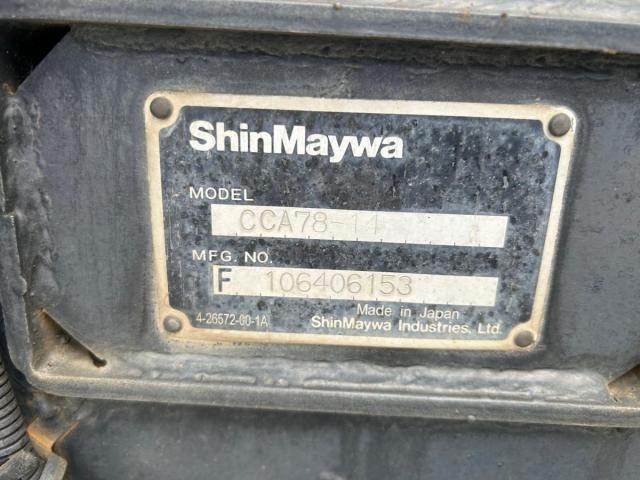 ShinMaywa
MODEL
CCA78-11
MFG. NO.
F 106406153
Made in Japan
4-26572-00-1A
ShinMaywa Industries, Ltd.